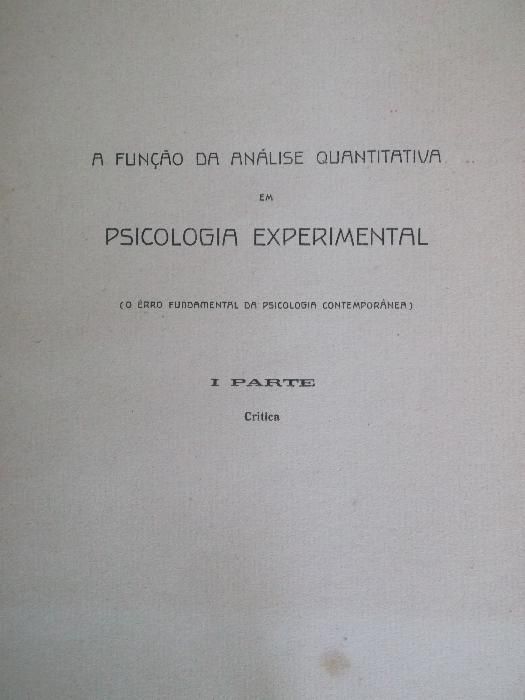 A FUNÇÃO DA ANÁLISE QUANTITATIVA
EM
PSICOLOGIA EXPERIMENTAL
(O ÊRRO FUNDAMENTAL DA PSICOLOGIA CONTEMPORÂNEA)
I PARTE
Crítica